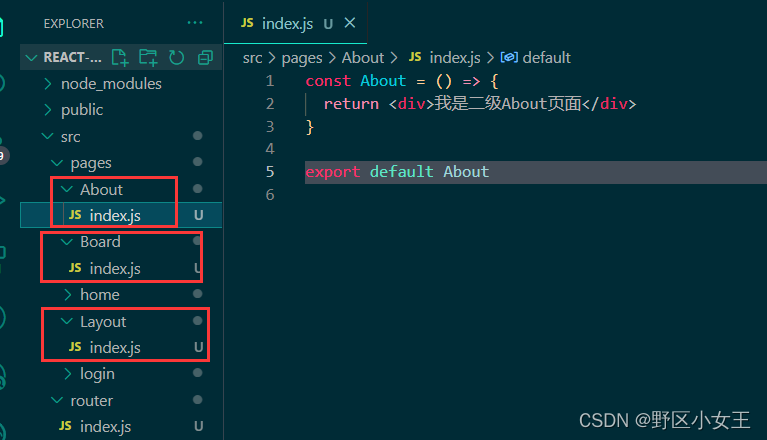 EXPLORER
JS index.js U
REACT-...
src > pages > About > JS index.js > default
node_modules
public
src
pages
About
JS index.js U
Board
JS index.js U
home
Layout
JS index.js U
login
router
JS index.js U
1 const About = () => {
2 return <div>我是二级About页面</div>
3 }
4
5 export default About
6
CSDN @野区小女王